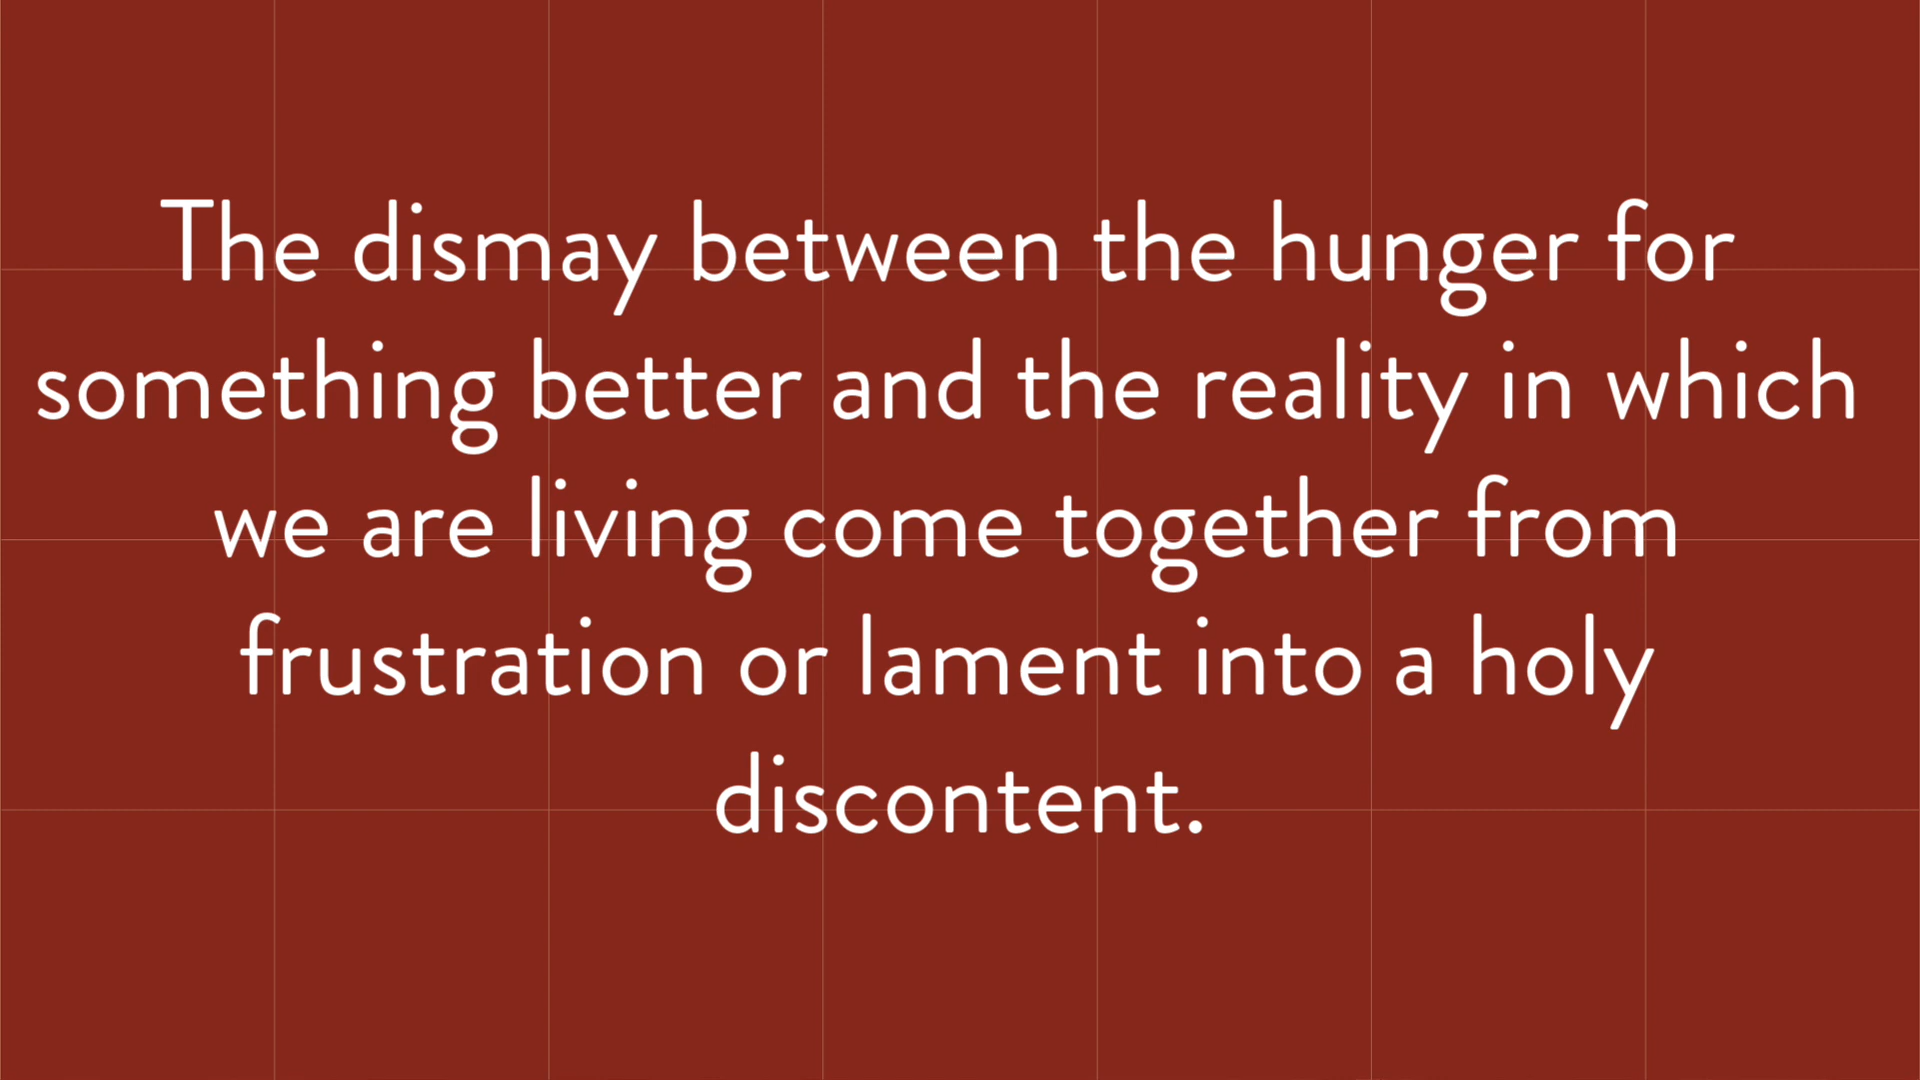 The dismay between the hunger for
something better and the reality in which
we are living come together from
frustration or lament into a holy
discontent.